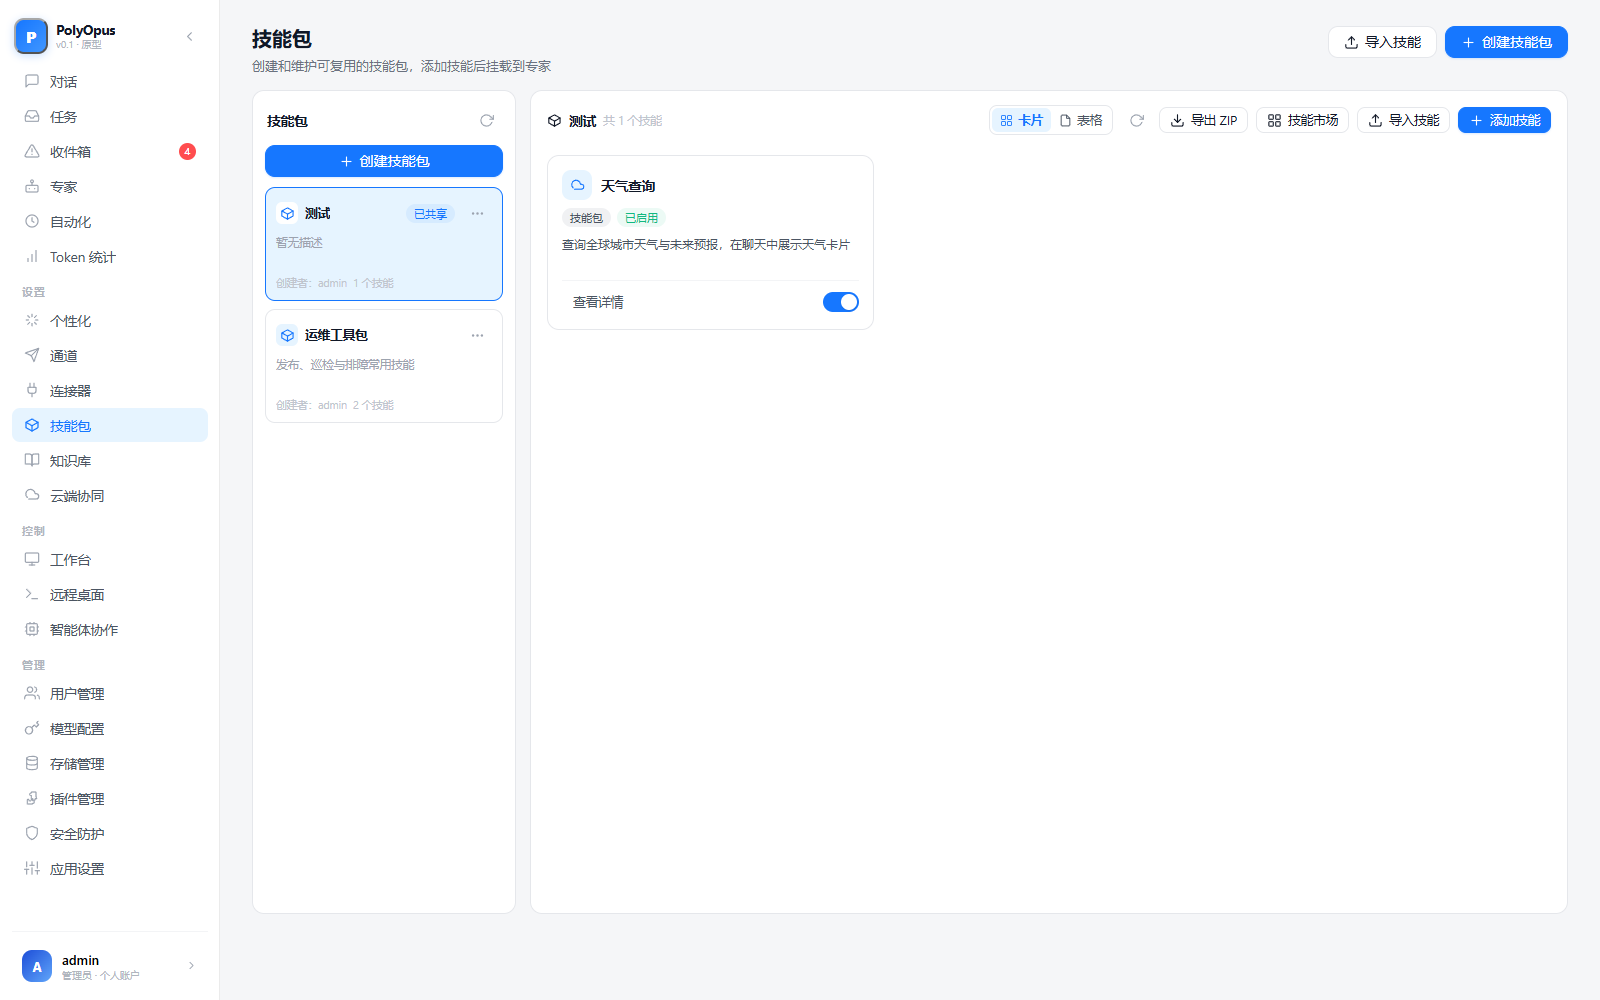 P
PolyOpus
v0.1 · 原型
对话
任务
收件箱
4
专家
自动化
Token 统计
设置
个性化
通道
连接器
技能包
知识库
云端协同
控制
工作台
远程桌面
智能体协作
管理
用户管理
模型配置
存储管理
插件管理
安全防护
应用设置
A
admin
管理员 · 个人账户
技能包
创建和维护可复用的技能包，添加技能后挂载到专家
导入技能
创建技能包
技能包
创建技能包
测试
已共享
暂无描述
创建者：admin 1 个技能
运维工具包
发布、巡检与排障常用技能
创建者：admin 2 个技能
测试 共 1 个技能
卡片
表格
导出 ZIP
技能市场
导入技能
添加技能
天气查询
技能包
已启用
查询全球城市天气与未来预报，在聊天中展示天气卡片
查看详情